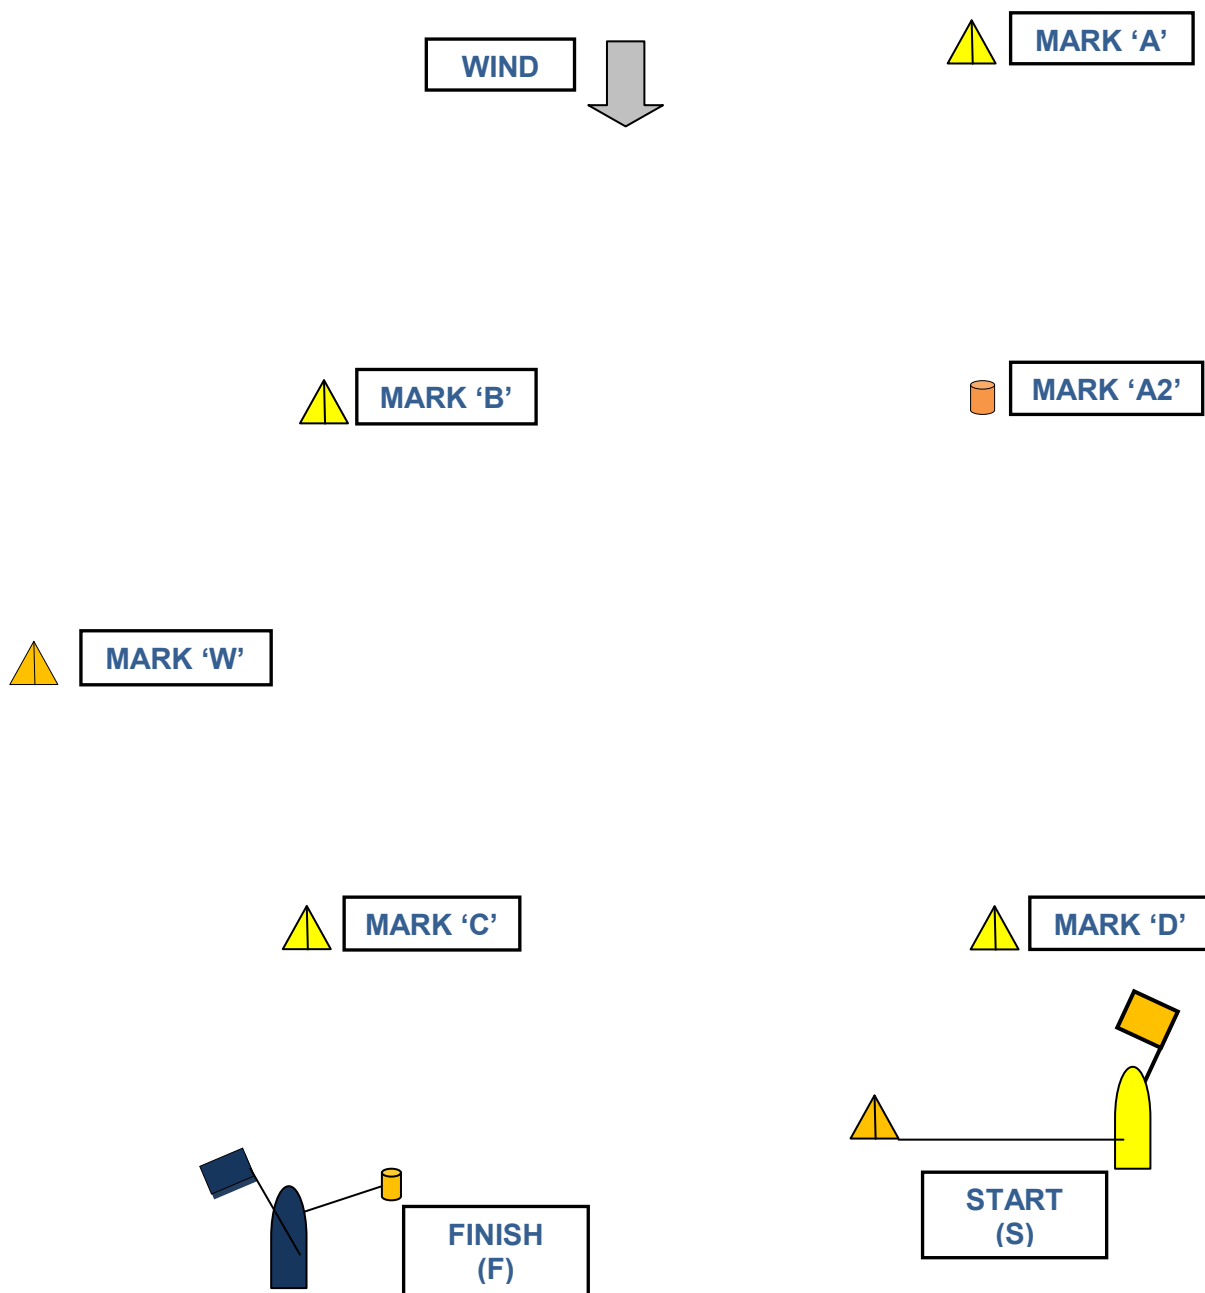 WIND
MARK ‘A’
MARK ‘B’
MARK ‘A2’
MARK ‘W’
MARK ‘C’
MARK ‘D’
START
(S)
FINISH
(F)